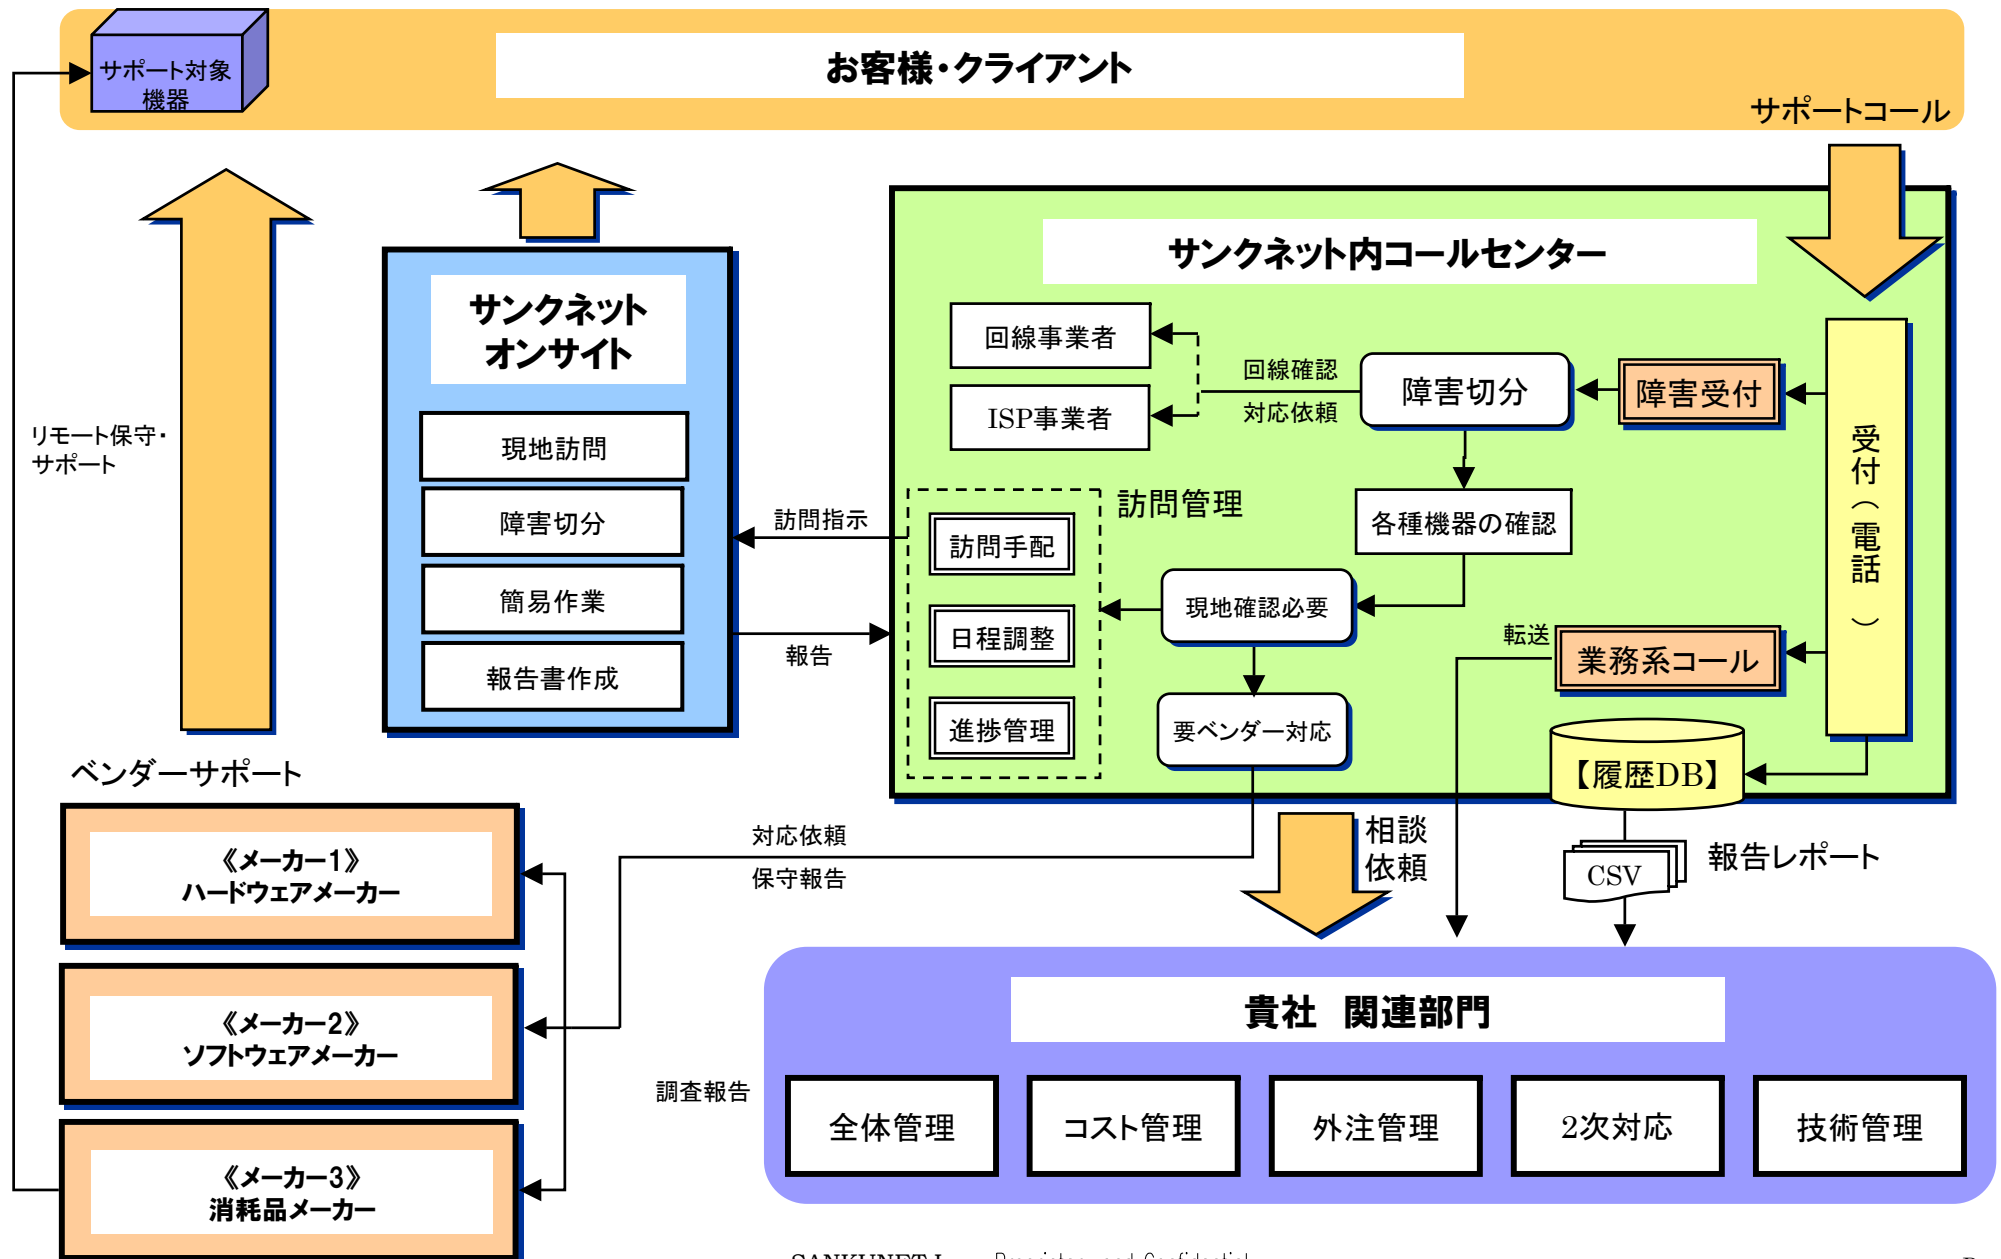 サポート対象
機器
お客様・クライアント
サポートコール
サンクネット内コールセンター
サンクネット
オンサイト
回線事業者
ISP事業者
回線確認
対応依頼
障害切分
障害受付
受付（電話 ）
リモート保守・
サポート
現地訪問
障害切分
簡易作業
報告書作成
訪問指示
報告
訪問管理
訪問手配
日程調整
進捗管理
各種機器の確認
現地確認必要
要ベンダー対応
転送
業務系コール
【履歴DB】
ベンダーサポート
《メーカー1》
ハードウェアメーカー
《メーカー2》
ソフトウェアメーカー
《メーカー3》
消耗品メーカー
対応依頼
保守報告
相談
依頼
CSV
報告レポート
調査報告
貴社 関連部門
全体管理
コスト管理
外注管理
2次対応
技術管理
Proprietary and Confidential